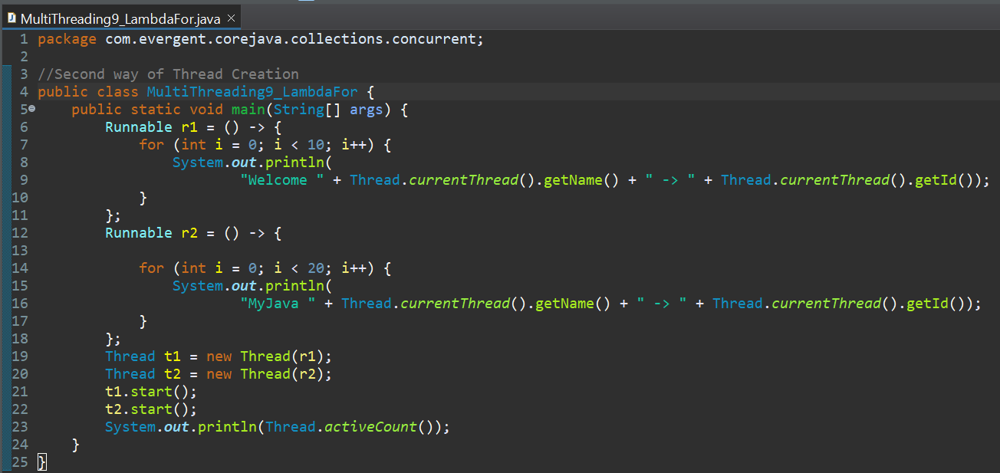 MultiThreading9_LambdaFor.java ×
1 package com.evergent.corejava.collections.concurrent;
2
3 //Second way of Thread Creation
4 public class MultiThreading9_LambdaFor {
5     public static void main(String[] args) {
6         Runnable r1 = () -> {
7             for (int i = 0; i < 10; i++) {
8                 System.out.println(
9                         "Welcome " + Thread.currentThread().getName() + " -> " + Thread.currentThread().getId());
10             }
11         };
12         Runnable r2 = () -> {
13
14             for (int i = 0; i < 20; i++) {
15                 System.out.println(
16                         "MyJava " + Thread.currentThread().getName() + " -> " + Thread.currentThread().getId());
17             }
18         };
19         Thread t1 = new Thread(r1);
20         Thread t2 = new Thread(r2);
21         t1.start();
22         t2.start();
23         System.out.println(Thread.activeCount());
24     }
25 }